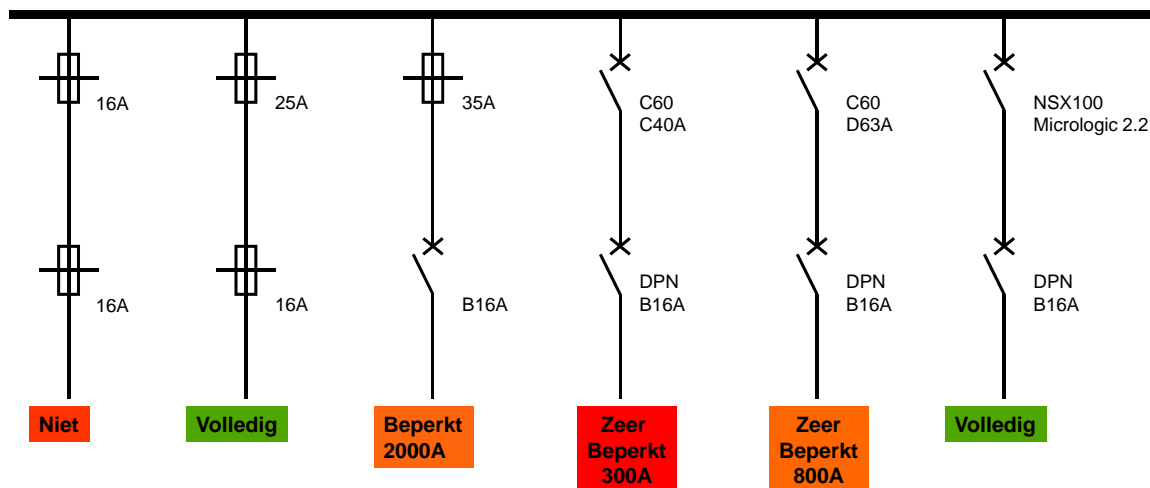 16A
25A
35A
C60
C40A
C60
D63A
NSX100
Micrologic 2.2
16A
16A
B16A
DPN
B16A
DPN
B16A
DPN
B16A
Niet
Volledig
Beperkt
2000A
Zeer
Beperkt
300A
Zeer
Beperkt
800A
Volledig